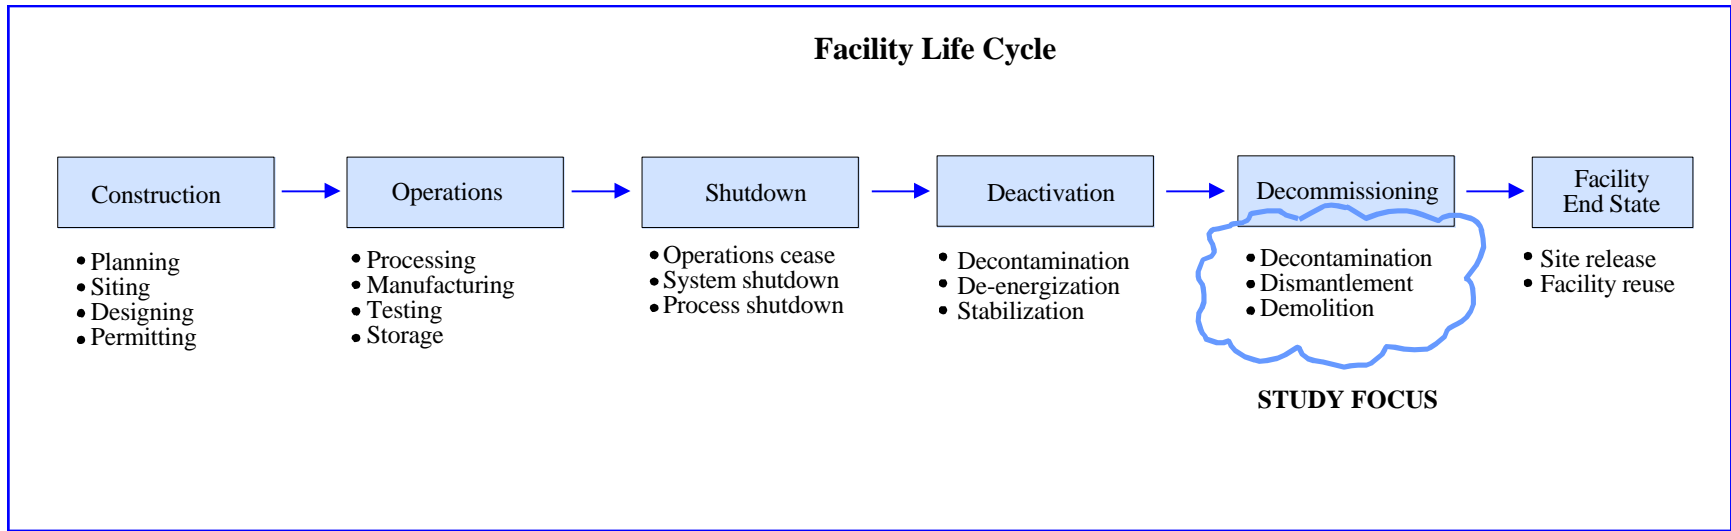 Facility Life Cycle
Construction
• Planning
• Siting
• Designing
• Permitting
Operations
• Processing
• Manufacturing
• Testing
• Storage
Shutdown
• Operations cease
• System shutdown
• Process shutdown
Deactivation
• Decontamination
• De-energization
• Stabilization
Decommissioning
• Decontamination
• Dismantlement
• Demolition
STUDY FOCUS
Facility
End State
• Site release
• Facility reuse